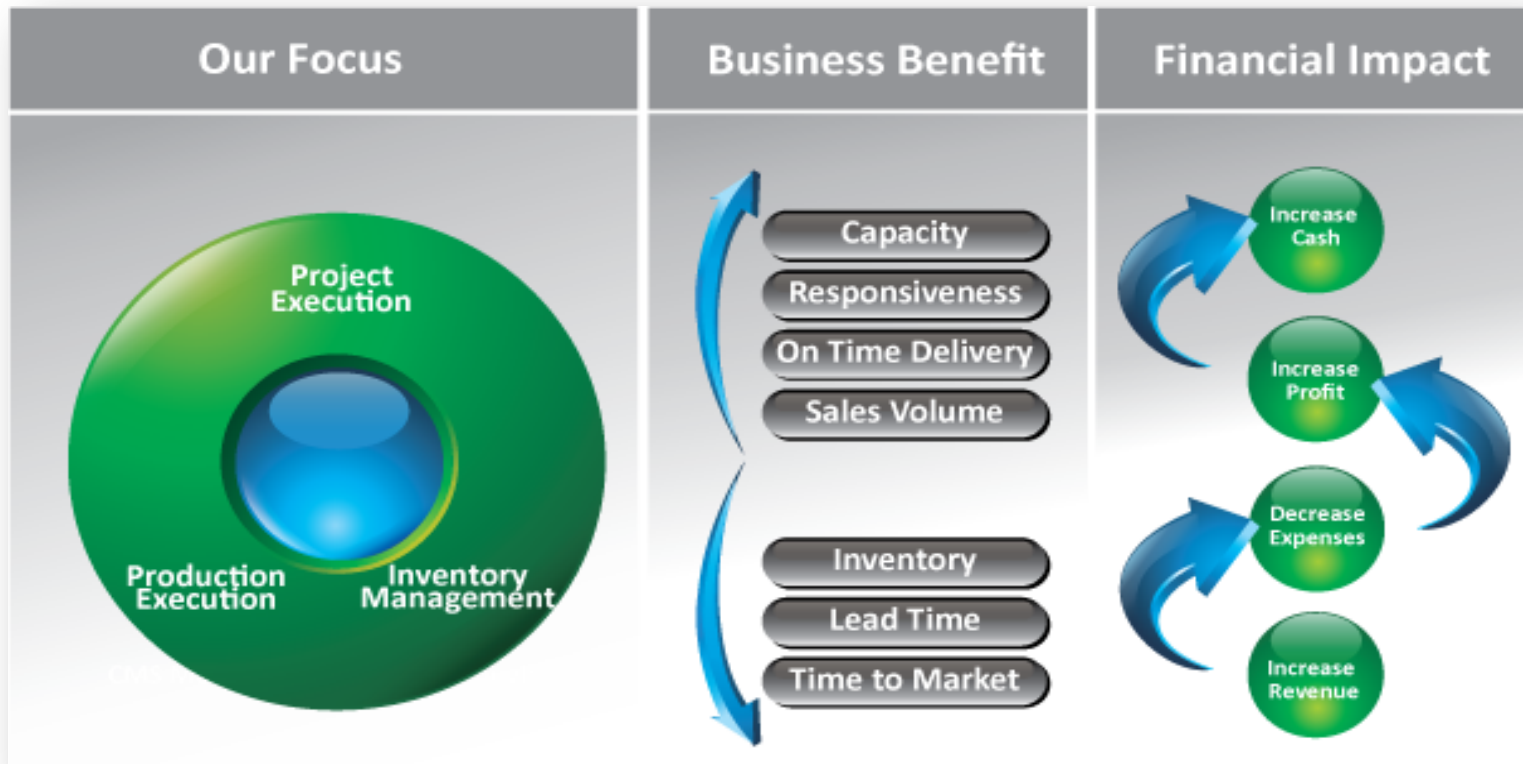 Our Focus
Business Benefit
Financial Impact
Project
Execution
Production
Execution
Inventory
Management
Capacity
Responsiveness
On Time Delivery
Sales Volume
Inventory
Lead Time
Time to Market
Increase
Cash
Increase
Profit
Decrease
Expenses
Increase
Revenue